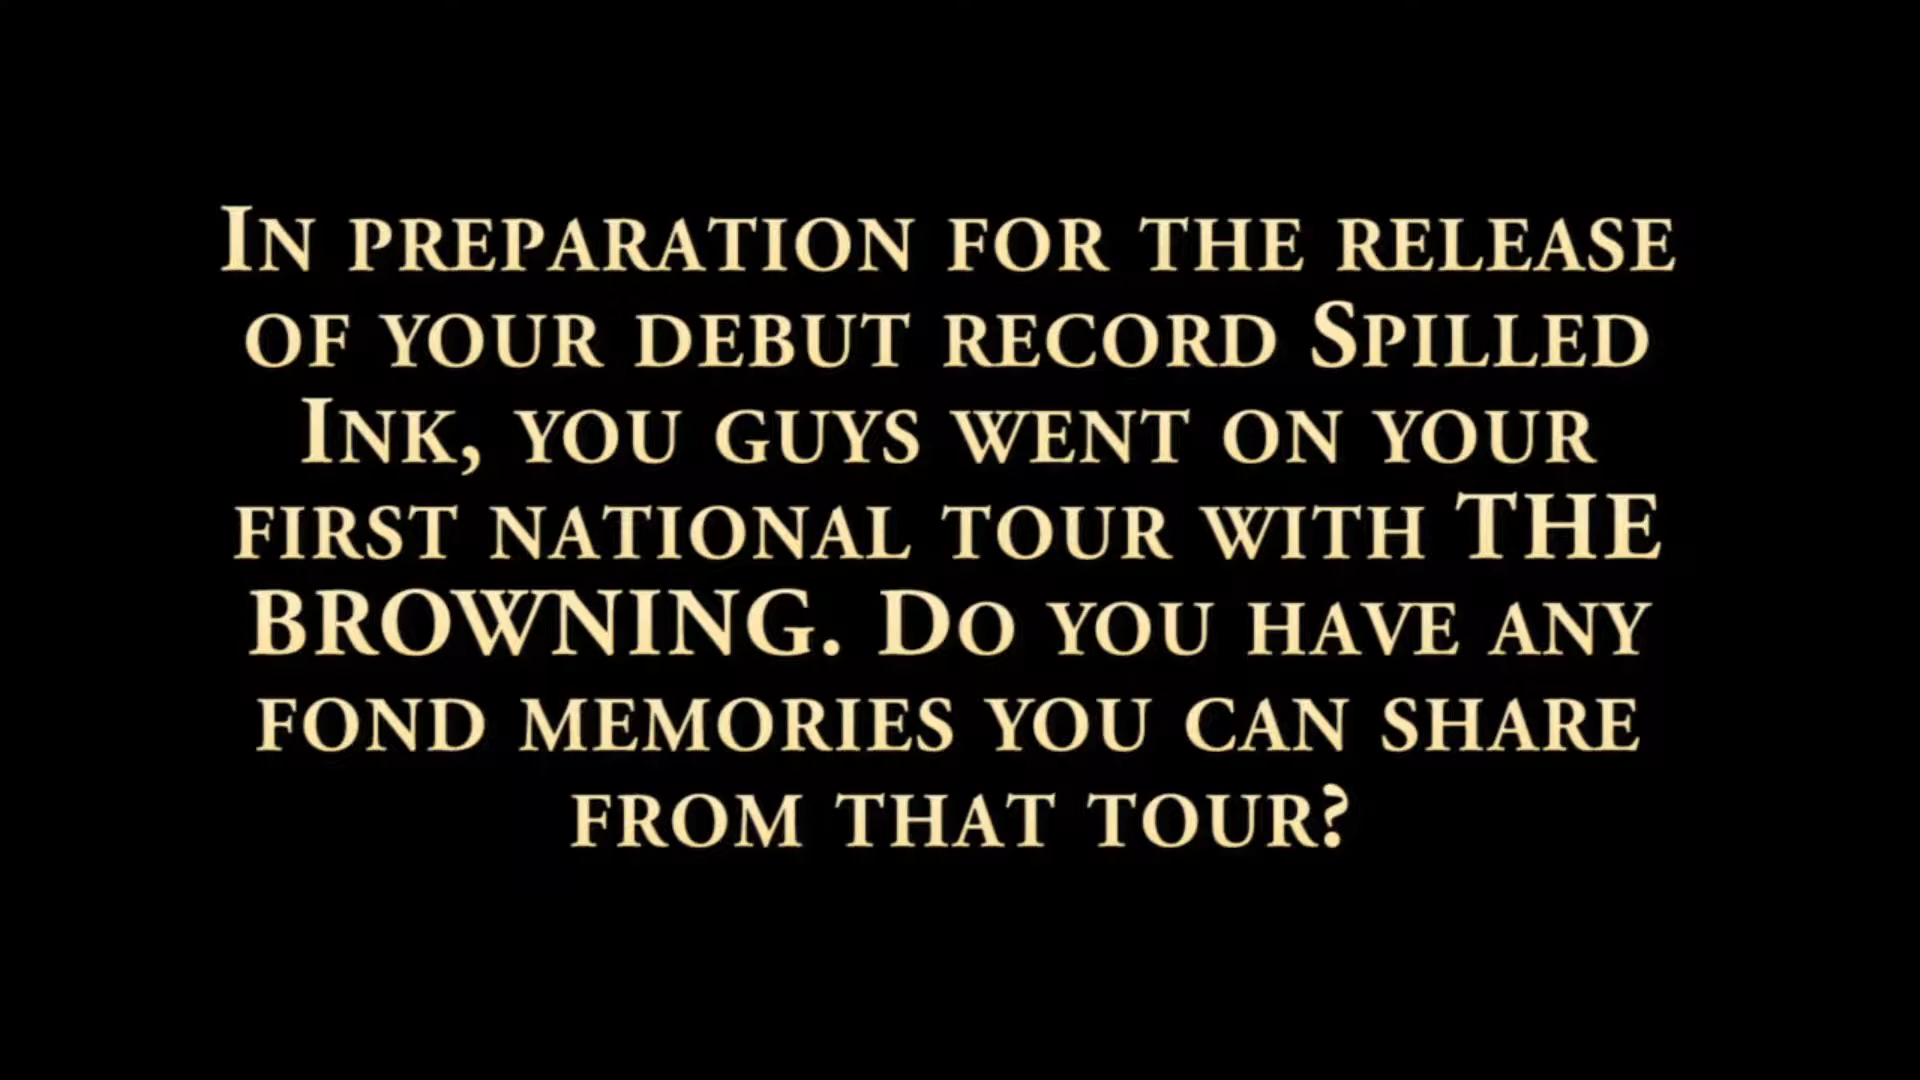 In preparation for the release
of your debut record Spilled
Ink, you guys went on your
first national tour with THE
BROWNING. Do you have any
fond memories you can share
from that tour?